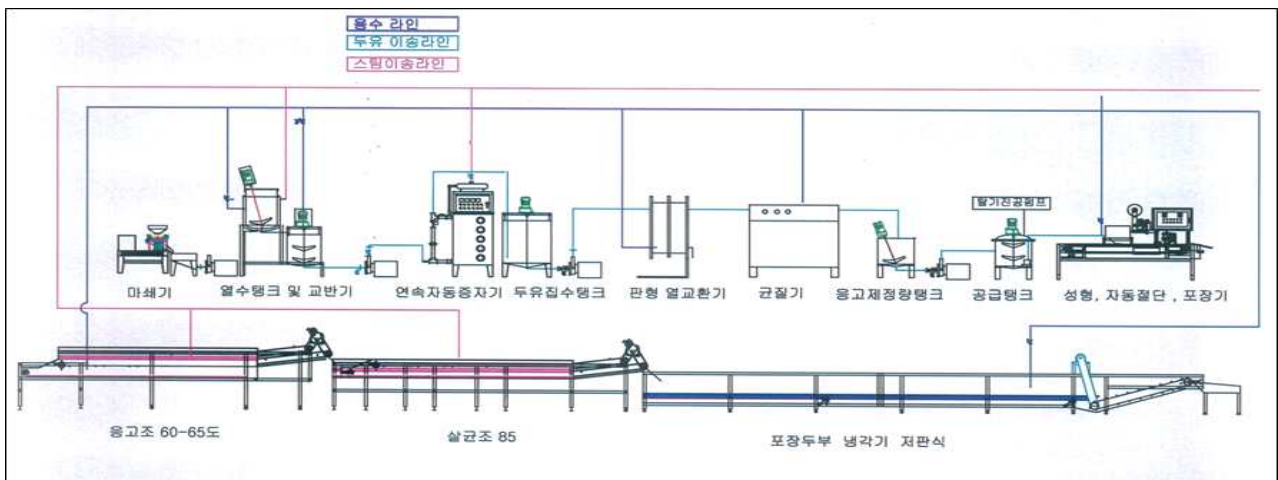 용수 라인
두유 이송라인
스팀이송라인
탈기진공펌프
마쇄기
열수탱크 및 교반기
연속자동증자기
두유집수탱크
판형 열교환기
균질기
응고제정량탱크
공급탱크
성형, 자동절단 , 포장기
응고조 60-65도
살균조 85
포장두부 냉각기 저판식